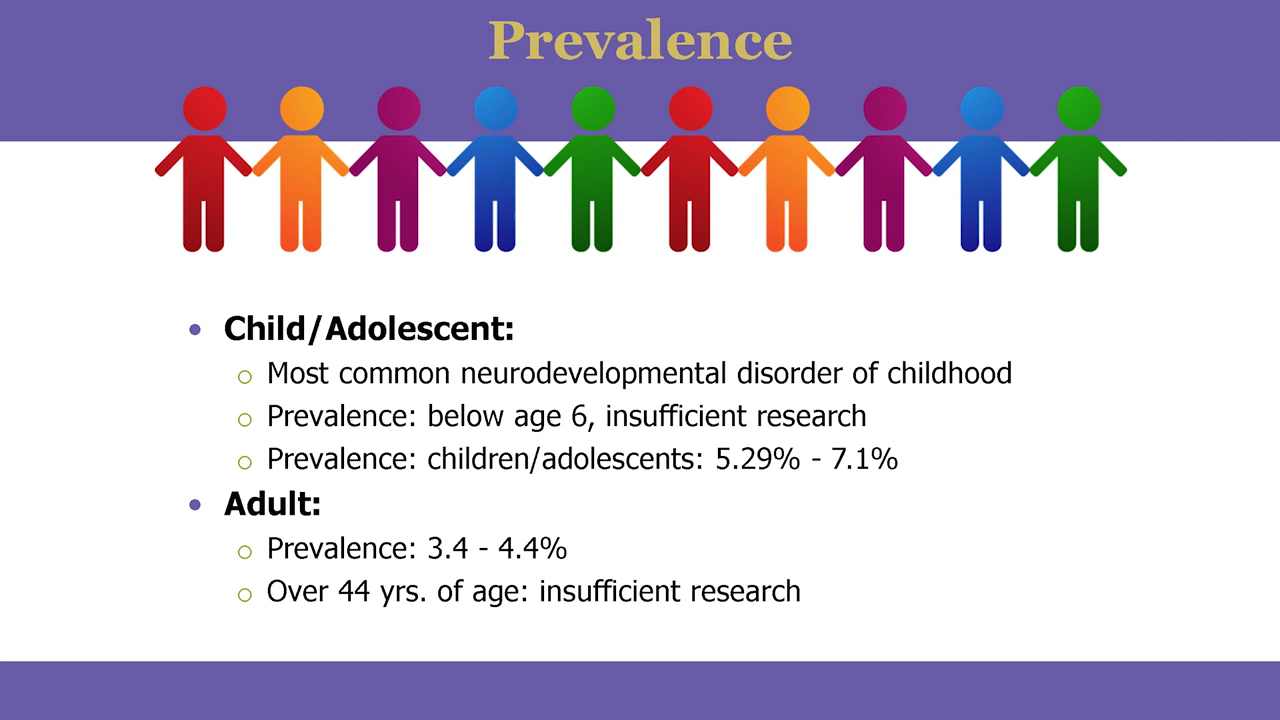 Prevalence
• Child/Adolescent:
o Most common neurodevelopmental disorder of childhood
o Prevalence: below age 6, insufficient research
o Prevalence: children/adolescents: 5.29% - 7.1%
• Adult:
o Prevalence: 3.4 - 4.4%
o Over 44 yrs. of age: insufficient research